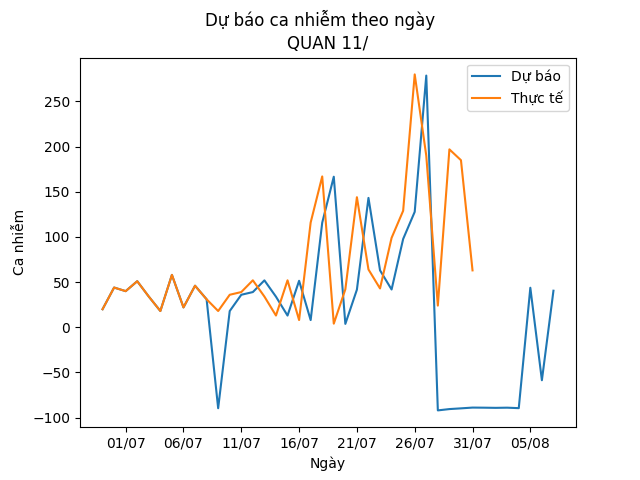 Dự báo ca nhiễm theo ngày
QUAN 11/
Dự báo
Thực tế
Ca nhiễm
250
200
150
100
50
0
−50
−100
01/07 06/07 11/07 16/07 21/07 26/07 31/07 05/08
Ngày